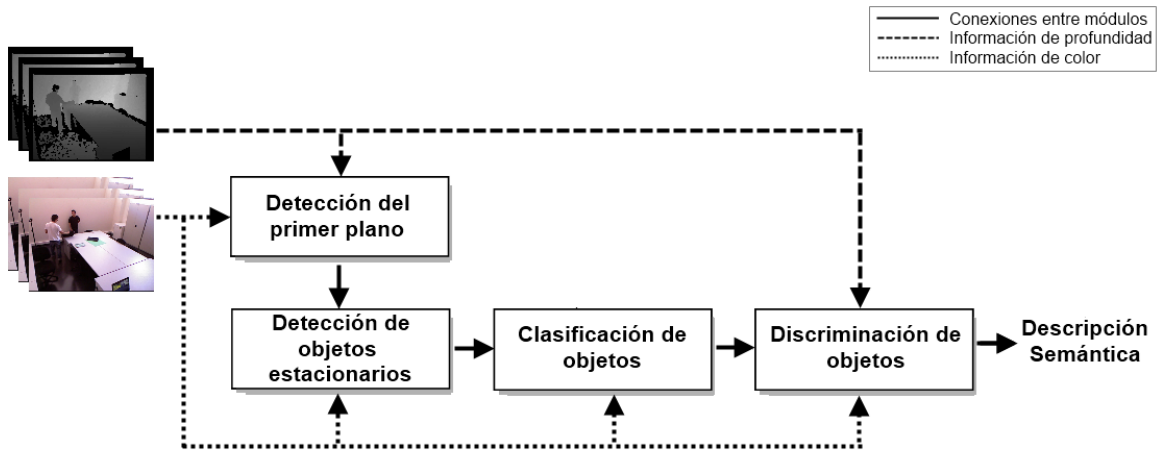 Conexiones entre módulos
Información de profundidad
Información de color
Detección del
primer plano
Detección de
objetos
estacionarios
Clasificación de
objetos
Discriminación de
objetos
Descripción
Semántica